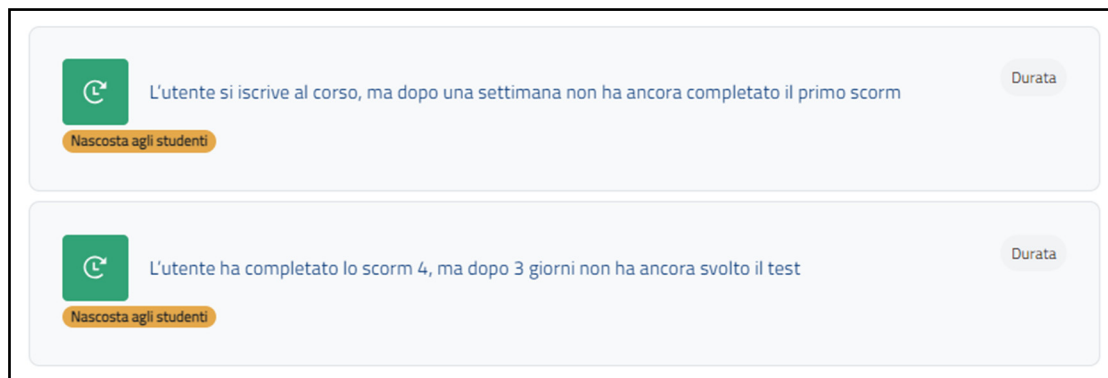 L'utente si iscrive al corso, ma dopo una settimana non ha ancora completato il primo scorm
Durata
Nascosta agli studenti
L'utente ha completato lo scorm 4, ma dopo 3 giorni non ha ancora svolto il test
Durata
Nascosta agli studenti